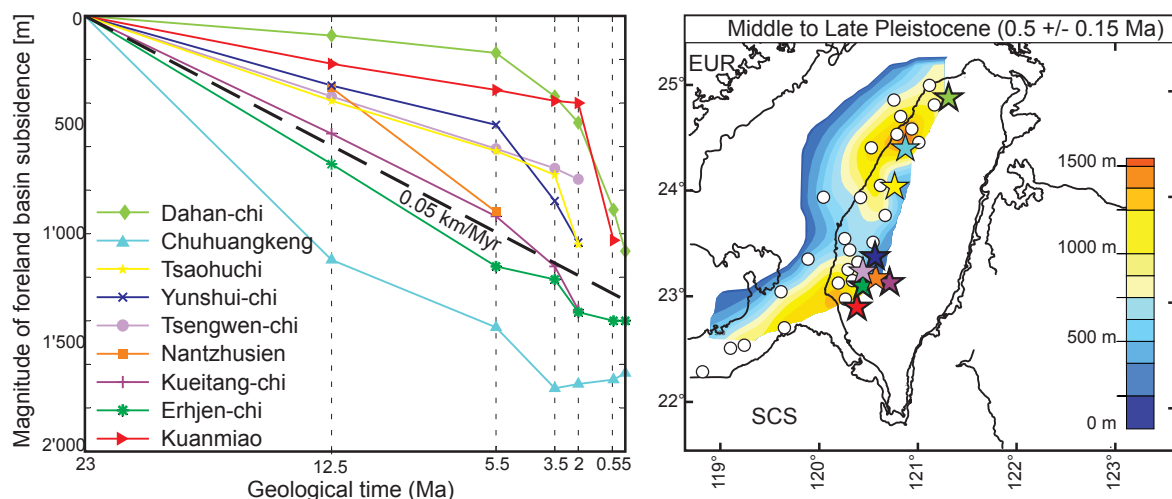 Magnitude of foreland basin subsidence [m]
0
500
1'000
1'500
2'000
0.05 km/Myr
Dahan-chi
Chuhuangkeng
Tsaohuchi
Yunshui-chi
Tsengwen-chi
Nantzhusien
Kueitang-chi
Erhjen-chi
Kuanmiao
23
12.5
5.5
3.5
2
0.55
Geological time (Ma)
Middle to Late Pleistocene (0.5 +/- 0.15 Ma)
EUR
25°
24°
23°
22°
SCS
1500 m
1000 m
500 m
0 m
119°
120°
121°
122°
123°